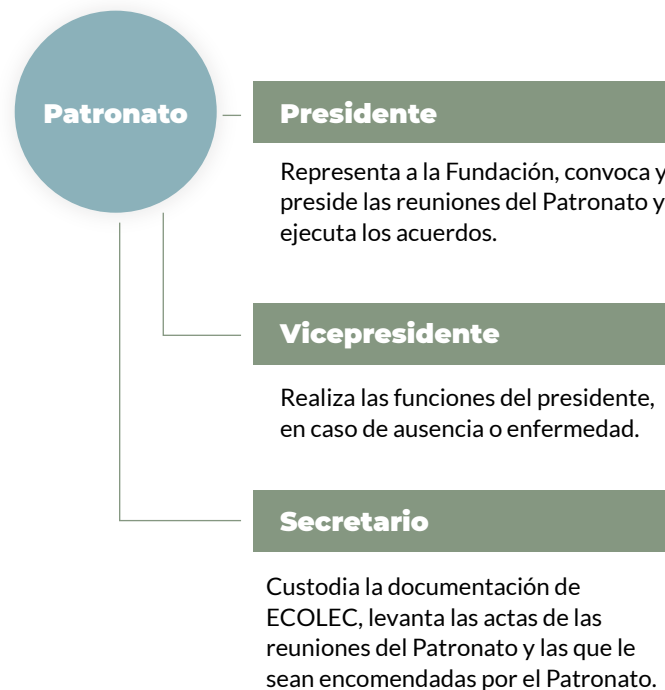 Patronato
Presidente
Representa a la Fundación, convoca y
preside las reuniones del Patronato y
ejecuta los acuerdos.
Vicepresidente
Realiza las funciones del presidente,
en caso de ausencia o enfermedad.
Secretario
Custodia la documentación de
ECOLEC, levanta las actas de las
reuniones del Patronato y las que le
sean encomendadas por el Patronato.